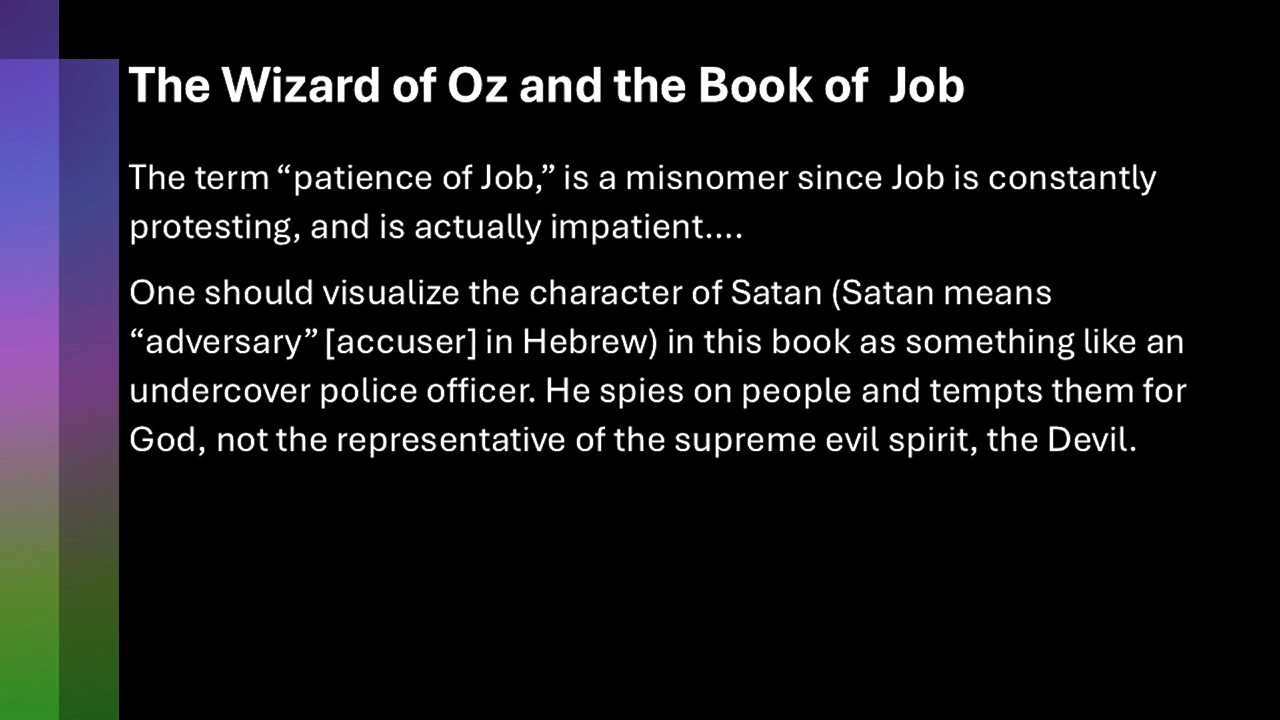 The Wizard of Oz and the Book of  Job
The term “patience of Job,” is a misnomer since Job is constantly
protesting, and is actually impatient....
One should visualize the character of Satan (Satan means
“adversary” [accuser] in Hebrew) in this book as something like an
undercover police officer. He spies on people and tempts them for
God, not the representative of the supreme evil spirit, the Devil.